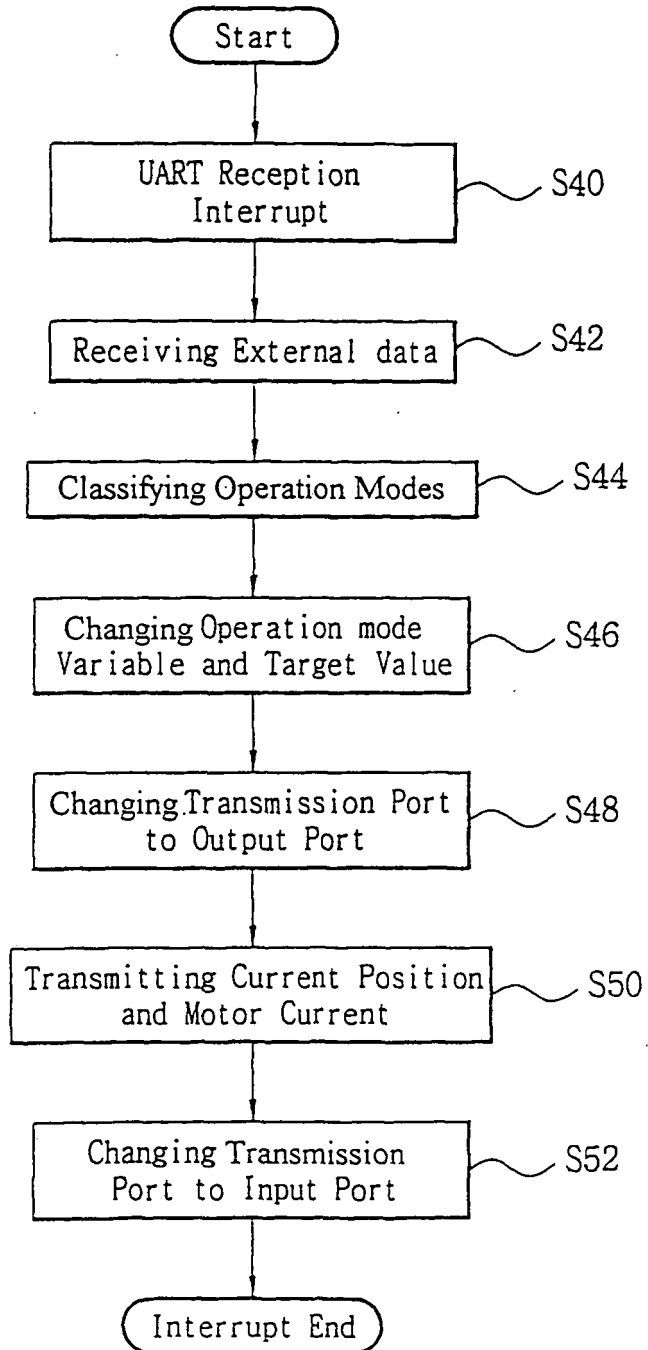 Start
UART Reception
Interrupt
S40
Receiving External data
S42
Classifying Operation Modes
S44
Changing Operation mode
Variable and Target Value
S46
Changing.Transmission Port
to Output Port
S48
Transmitting Current Position
and Motor Current
S50
Changing Transmission
Port to Input Port
S52
Interrupt End